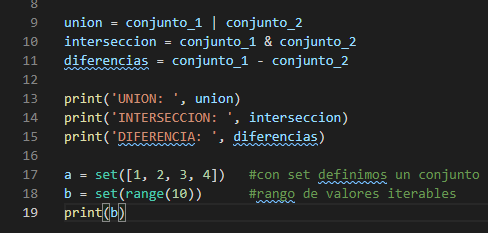 8
9 union = conjunto_1 | conjunto_2
10 interseccion = conjunto_1 & conjunto_2
11 diferencias = conjunto_1 - conjunto_2
12
13 print('UNION: ', union)
14 print('INTERSECCION: ', interseccion)
15 print('DIFERENCIA: ', diferencias)
16
17 a = set([1, 2, 3, 4]) #con set definimos un conjunto
18 b = set(range(10)) #rango de valores iterables
19 print(b)